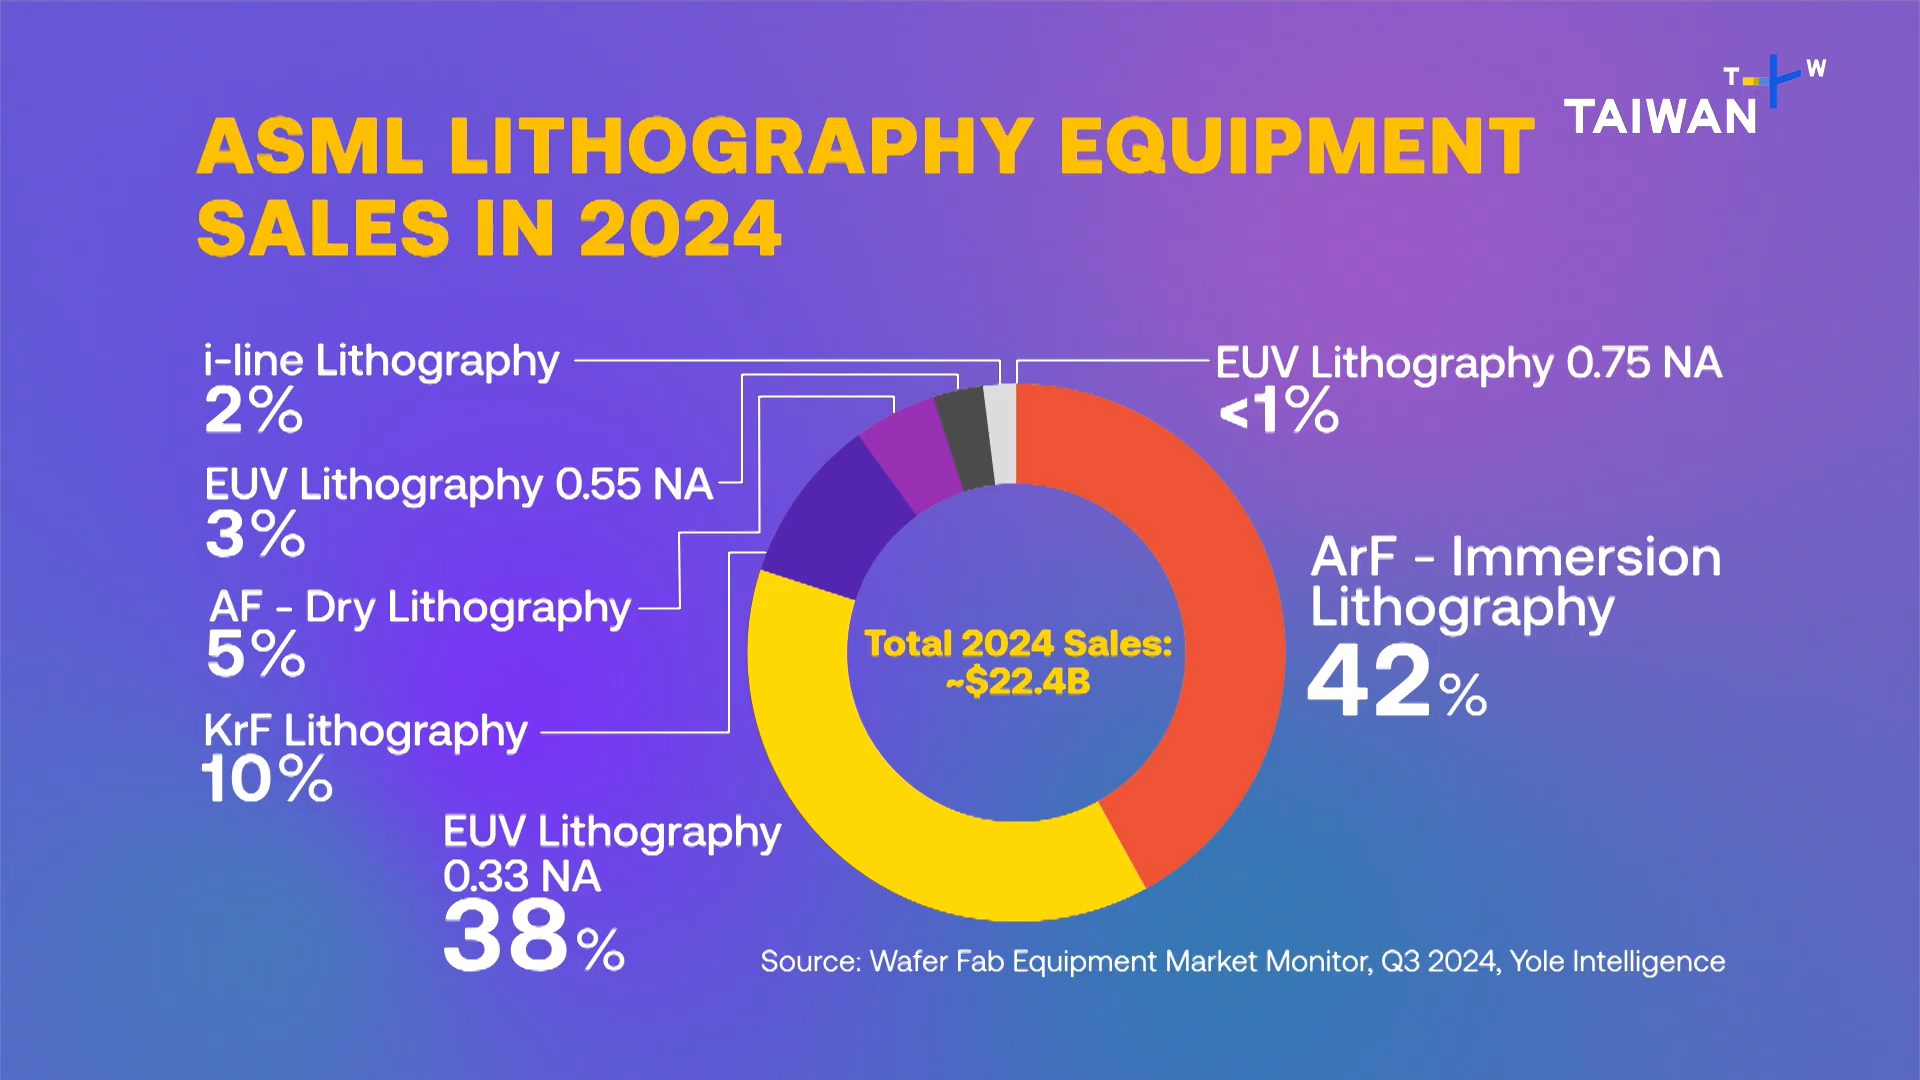 T W
TAIWAN
ASML LITHOGRAPHY EQUIPMENT
SALES IN 2024
i-line Lithography
2%
EUV Lithography 0.55 NA
3%
AF - Dry Lithography
5%
KrF Lithography
10%
EUV Lithography
0.33 NA
38%
Total 2024 Sales:
~$22.4B
EUV Lithography 0.75 NA
<1%
ArF - Immersion
Lithography
42%
Source: Wafer Fab Equipment Market Monitor, Q3 2024, Yole Intelligence